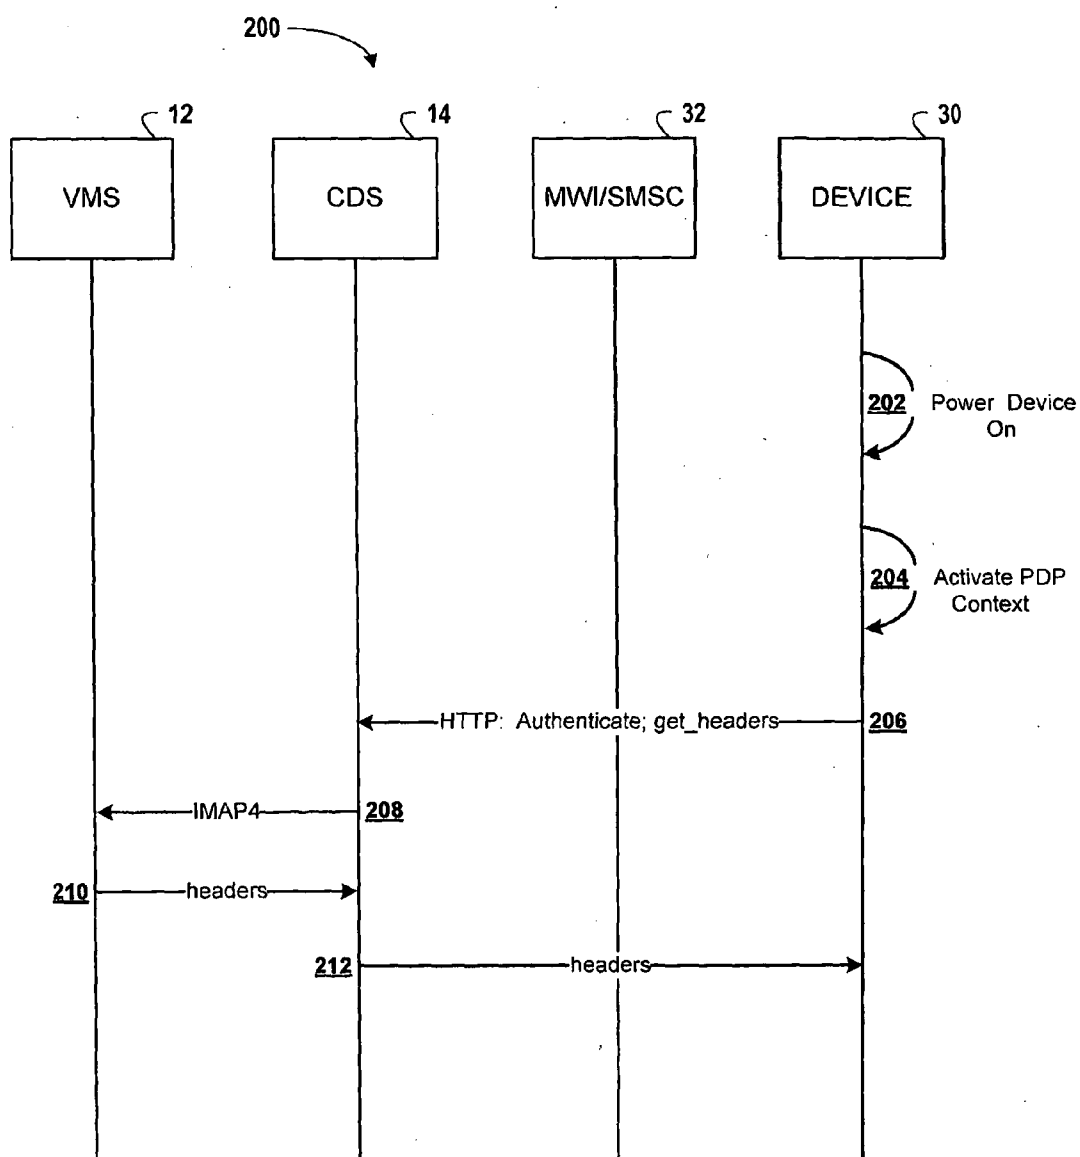 200
12
14
32
30
VMS
CDS
MWI/SMSC
DEVICE
202 Power Device
On
204 Activate PDP
Context
HTTP: Authenticate; get_headers 206
IMAP4 208
210 headers
212 headers